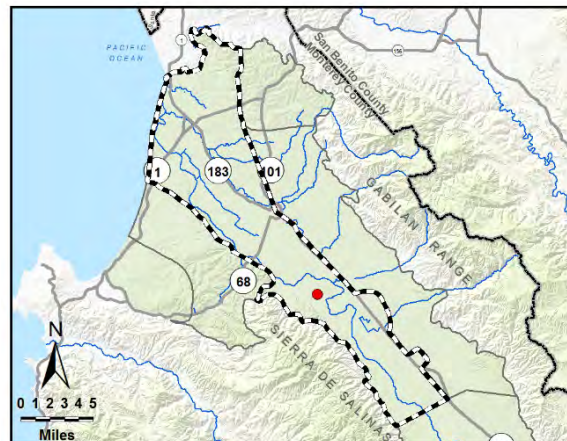 1
156
PACIFIC
OCEAN
San Benito County
Monterey County
1
183
101
GABILAN RANGE
68
SIERRA DE SALINAS
N
0 1 2 3 4 5
Miles